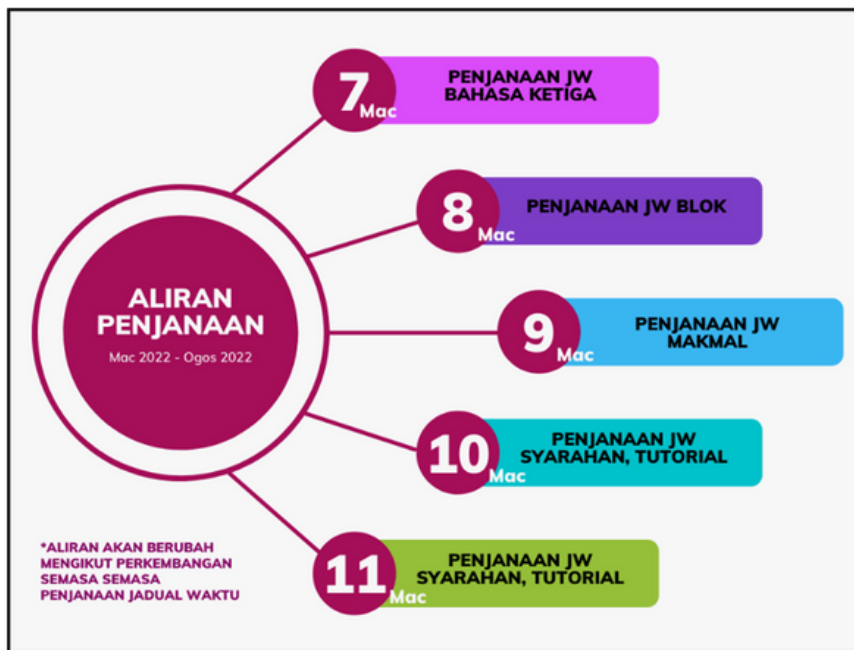 7 Mac
PENJANAAN JW
BAHASA KETIGA
8 Mac
PENJANAAN JW BLOK
ALIRAN
PENJANAAN
Mac 2022 - Ogos 2022
9 Mac
PENJANAAN JW
MAKMAL
10 Mac
PENJANAAN JW
SYARAHAN, TUTORIAL
11 Mac
PENJANAAN JW
SYARAHAN, TUTORIAL
*ALIRAN AKAN BERUBAH
MENGIKUT PERKEMBANGAN
SEMASA SEMASA
PENJANAAN JADUAL WAKTU